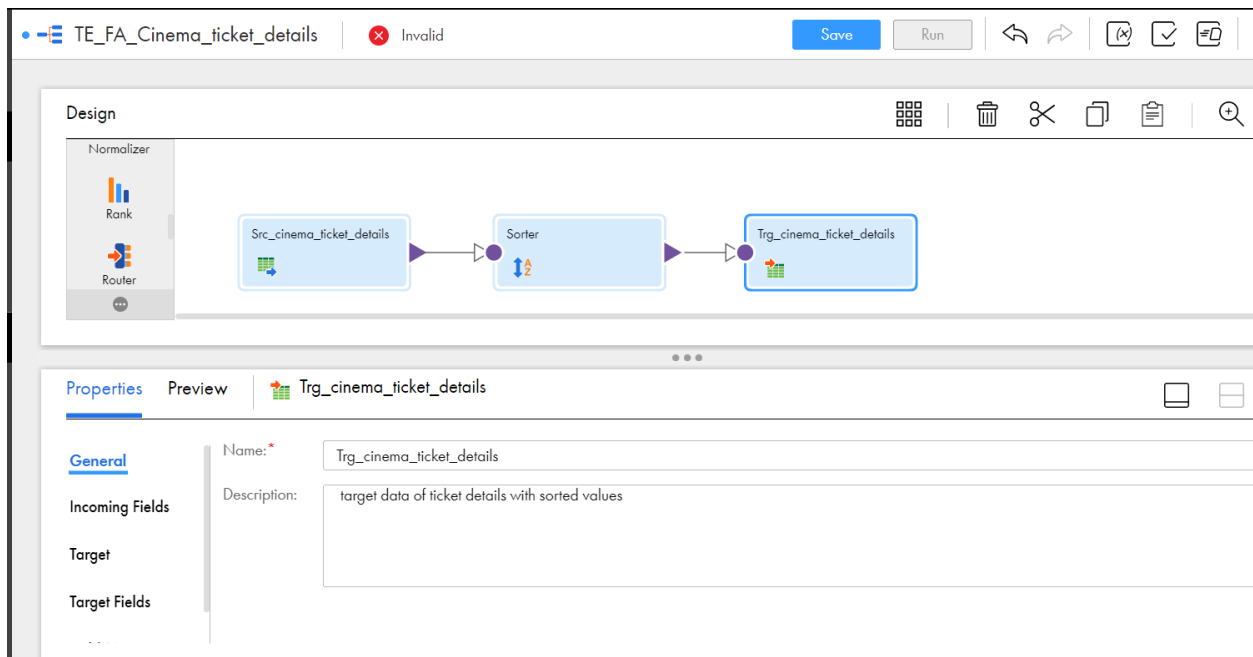 TE_FA_Cinema_ticket_details
Invalid
Save
Run
Design
Normalizer
Rank
Router
Src_cinema_ticket_details
Sorter
Trg_cinema_ticket_details
Properties
Preview
Trg_cinema_ticket_details
General
Incoming Fields
Target
Target Fields
Name:*
Trg_cinema_ticket_details
Description:
target data of ticket details with sorted values